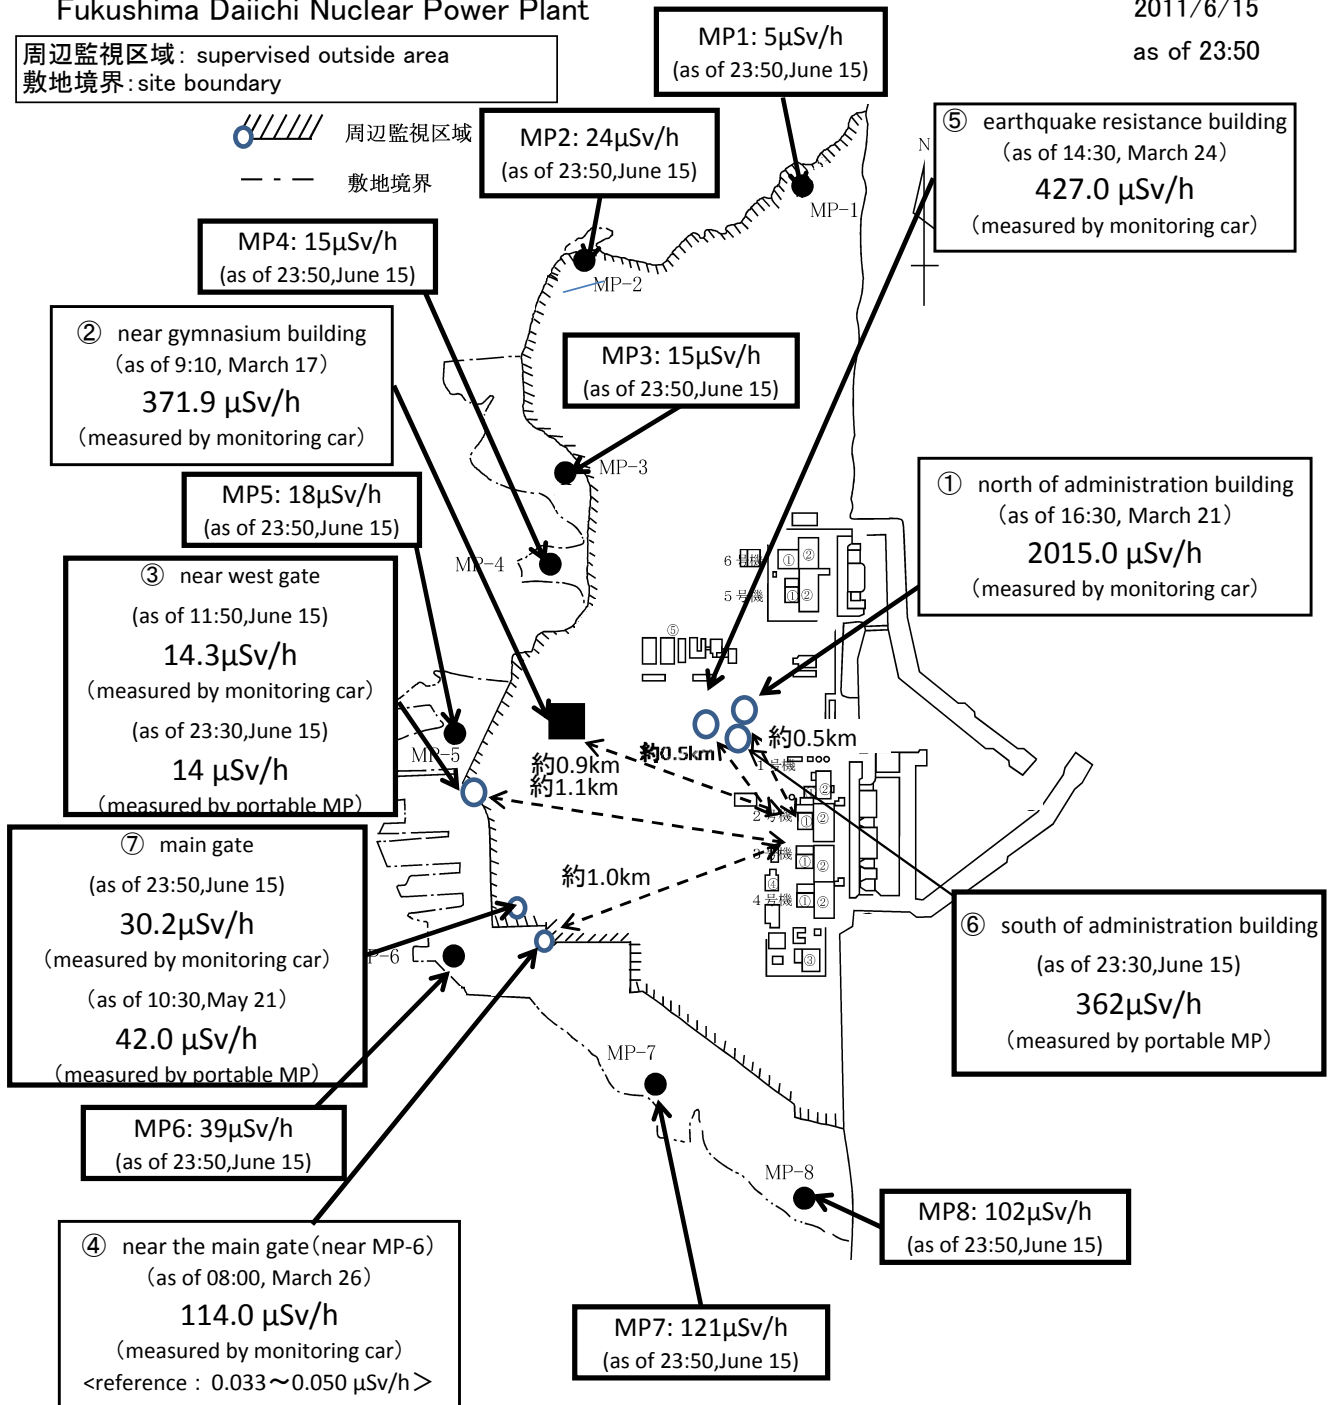 Fukushima Daiichi Nuclear Power Plant
2011/6/15
as of 23:50
周辺監視区域: supervised outside area
敷地境界:site boundary
周辺監視区域
敷地境界
MP1: 5μSv/h
(as of 23:50,June 15)
MP2: 24μSv/h
(as of 23:50,June 15)
⑤ earthquake resistance building
(as of 14:30, March 24)
427.0 μSv/h
(measured by monitoring car)
N
MP-1
MP4: 15μSv/h
(as of 23:50,June 15)
MP-2
② near gymnasium building
(as of 9:10, March 17)
371.9 μSv/h
(measured by monitoring car)
MP3: 15μSv/h
(as of 23:50,June 15)
MP-3
① north of administration building
(as of 16:30, March 21)
2015.0 μSv/h
(measured by monitoring car)
MP5: 18μSv/h
(as of 23:50,June 15)
MP-4
6号機
① ②
5号機
① ②
③ near west gate
(as of 11:50,June 15)
14.3μSv/h
(measured by monitoring car)
(as of 23:30,June 15)
14 μSv/h
(measured by portable MP)
⑤
MP-5
約0.5km
約0.5km
約0.9km
約1.1km
1号機
②
2号機
① ②
3号機
① ②
④
4号機
① ②
③
約1.0km
⑦ main gate
(as of 23:50,June 15)
30.2μSv/h
(measured by monitoring car)
(as of 10:30,May 21)
42.0 μSv/h
(measured by portable MP)
P-6
⑥ south of administration building
(as of 23:30,June 15)
362μSv/h
(measured by portable MP)
MP-7
MP6: 39μSv/h
(as of 23:50,June 15)
MP-8
MP8: 102μSv/h
(as of 23:50,June 15)
④ near the main gate(near MP-6)
(as of 08:00, March 26)
114.0 μSv/h
(measured by monitoring car)
<reference : 0.033~0.050 μSv/h>
MP7: 121μSv/h
(as of 23:50,June 15)